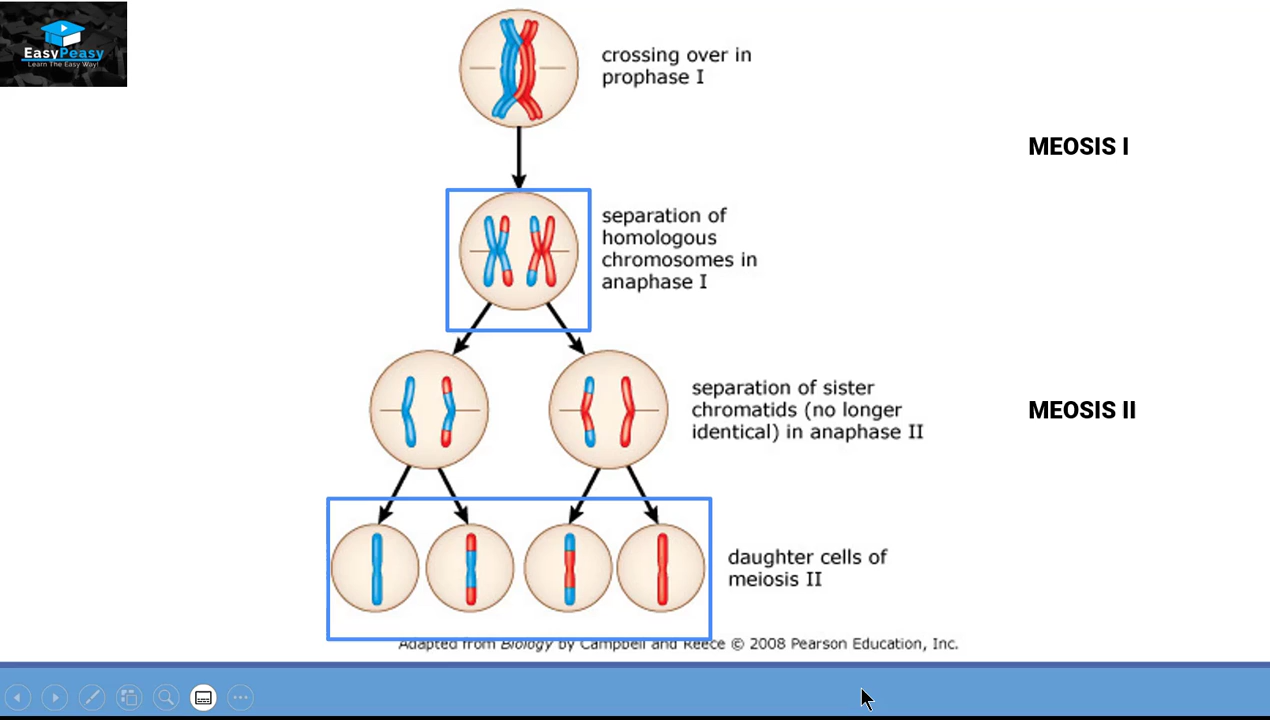 EasyPeasy
Learn The Easy Way!
crossing over in
prophase I
MEOSIS I
separation of
homologous
chromosomes in
anaphase I
separation of sister
chromatids (no longer
identical) in anaphase II
MEOSIS II
daughter cells of
meiosis II
Adapted from Biology by Campbell and Reece © 2008 Pearson Education, Inc.